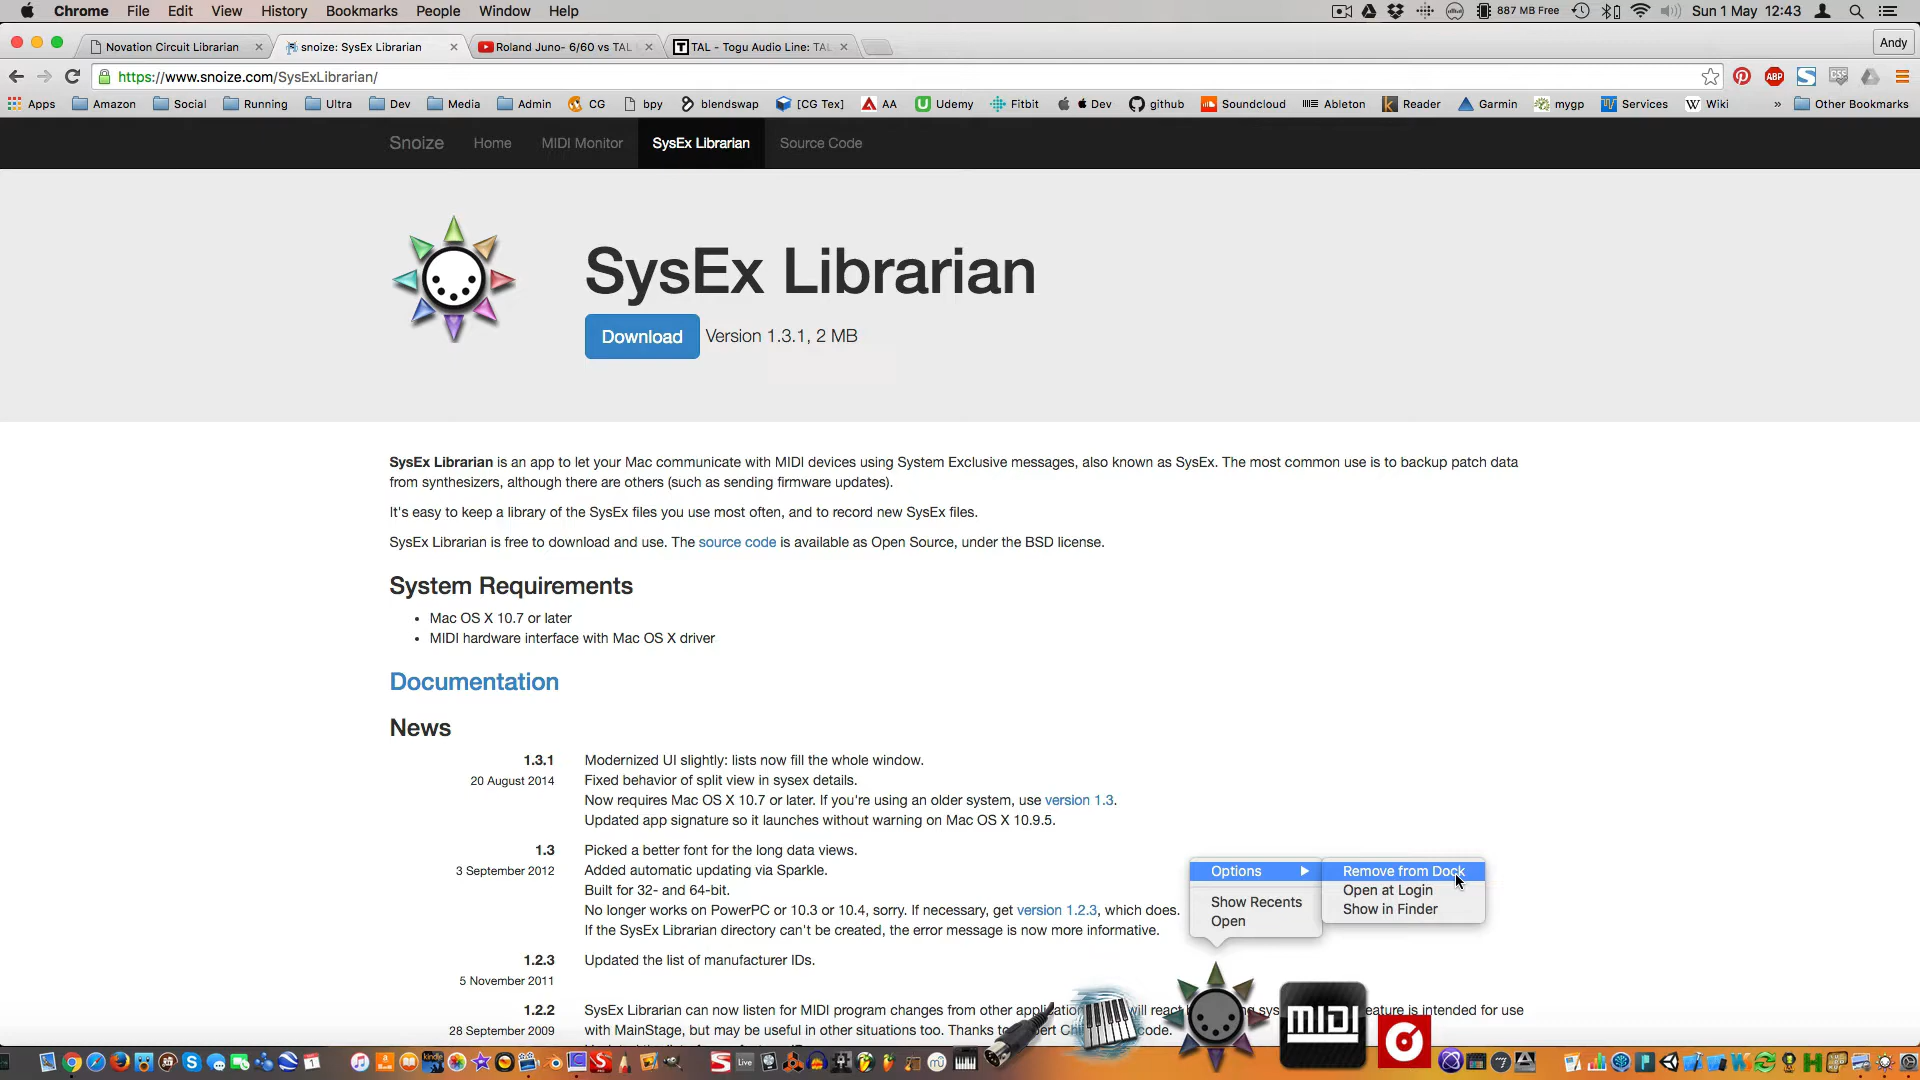 Chrome File Edit View History Bookmarks People Window Help 887 MB Free Sun 1 May 12:43
Novation Circuit Librarian snoize: SysEx Librarian Roland Juno- 6/60 vs TAL TAL - Togu Audio Line: TAL Andy
https://www.snoize.com/SysExLibrarian/ ABP CSS
Apps Amazon Social Running Ultra Dev Media Admin CG bpy blendswap [CG Tex] AA Udemy Fitbit Dev github Soundcloud Ableton Reader Garmin mygp Services Wiki » Other Bookmarks
Snoize Home MIDI Monitor SysEx Librarian Source Code
SysEx Librarian
Download Version 1.3.1, 2 MB
SysEx Librarian is an app to let your Mac communicate with MIDI devices using System Exclusive messages, also known as SysEx. The most common use is to backup patch data
from synthesizers, although there are others (such as sending firmware updates).
It's easy to keep a library of the SysEx files you use most often, and to record new SysEx files.
SysEx Librarian is free to download and use. The source code is available as Open Source, under the BSD license.
System Requirements
• Mac OS X 10.7 or later
• MIDI hardware interface with Mac OS X driver
Documentation
News
1.3.1 Modernized UI slightly: lists now fill the whole window.
20 August 2014 Fixed behavior of split view in sysex details.
Now requires Mac OS X 10.7 or later. If you're using an older system, use version 1.3.
Updated app signature so it launches without warning on Mac OS X 10.9.5.
1.3 Picked a better font for the long data views.
3 September 2012 Added automatic updating via Sparkle.
Built for 32- and 64-bit.
No longer works on PowerPC or 10.3 or 10.4, sorry. If necessary, get version 1.2.3, which does.
If the SysEx Librarian directory can't be created, the error message is now more informative.
Options Remove from Dock
Open at Login
Show Recents Show in Finder
Open
1.2.3 Updated the list of manufacturer IDs.
5 November 2011
1.2.2 SysEx Librarian can now listen for MIDI program changes from other will react sys eature is intended for use
28 September 2009 with MainStage, but may be useful in other situations too. Thanks code.
MIDI